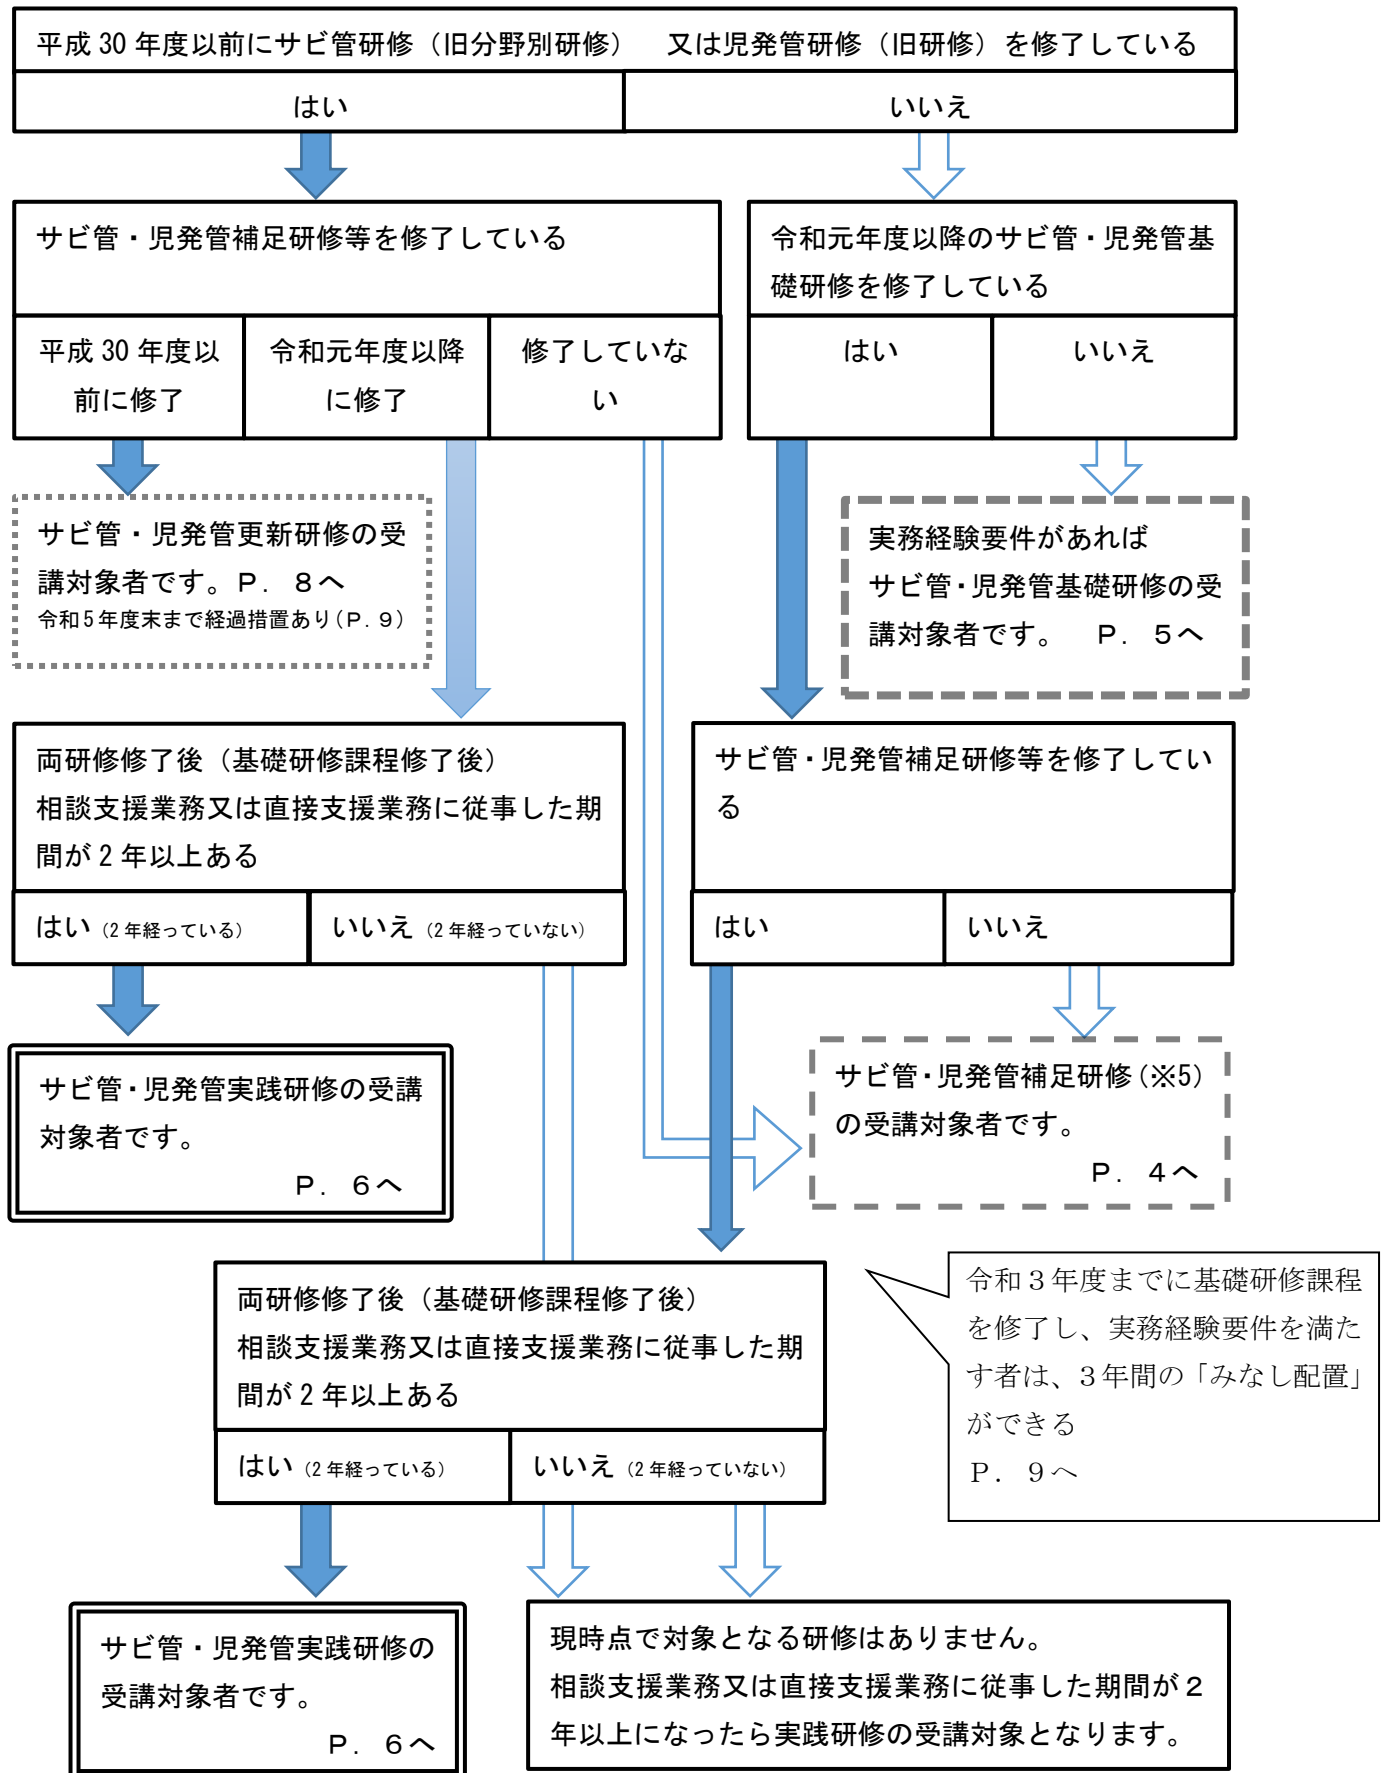 平成30年度以前にサビ管研修（旧分野別研修）　又は児発管研修（旧研修）を修了している
はい
いいえ
サビ管・児発管補足研修等を修了している
平成30年度以
前に修了
令和元年度以降
に修了
修了していな
い
令和元年度以降のサビ管・児発管基
礎研修を修了している
はい
いいえ
サビ管・児発管更新研修の受
講対象者です。Ｐ．８へ
令和5年度末まで経過措置あり（Ｐ．９）
実務経験要件があれば
サビ管・児発管基礎研修の受
講対象者です。　Ｐ．５へ
両研修修了後（基礎研修課程修了後）
相談支援業務又は直接支援業務に従事した期
間が2年以上ある
はい（2年経っている）
いいえ（2年経っていない）
サビ管・児発管補足研修等を修了してい
る
はい
いいえ
サビ管・児発管実践研修の受講
対象者です。
Ｐ．６へ
サビ管・児発管補足研修（※5）
の受講対象者です。
Ｐ．４へ
両研修修了後（基礎研修課程修了後）
相談支援業務又は直接支援業務に従事した期
間が2年以上ある
はい（2年経っている）
いいえ（2年経っていない）
令和３年度までに基礎研修課程
を修了し、実務経験要件を満た
す者は、３年間の「みなし配置」
ができる
Ｐ．９へ
サビ管・児発管実践研修の
受講対象者です。
Ｐ．６へ
現時点で対象となる研修はありません。
相談支援業務又は直接支援業務に従事した期間が２
年以上になったら実践研修の受講対象となります。